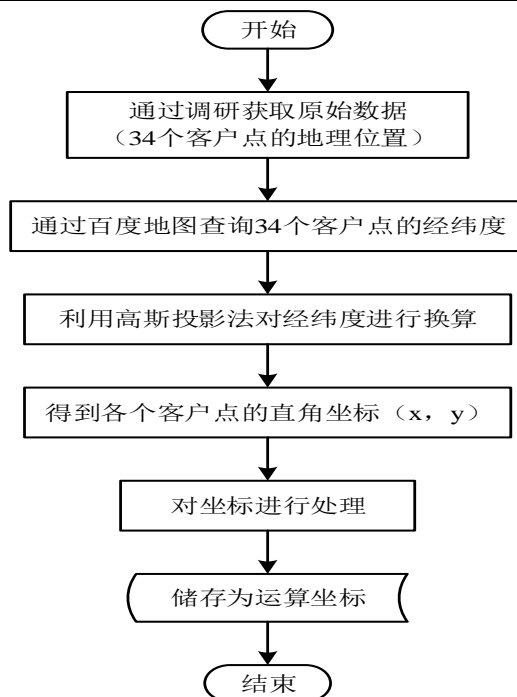 开始
通过调研获取原始数据
（34个客户点的地理位置）
通过百度地图查询34个客户点的经纬度
利用高斯投影法对经纬度进行换算
得到各个客户点的直角坐标（x，y）
对坐标进行处理
储存为运算坐标
结束